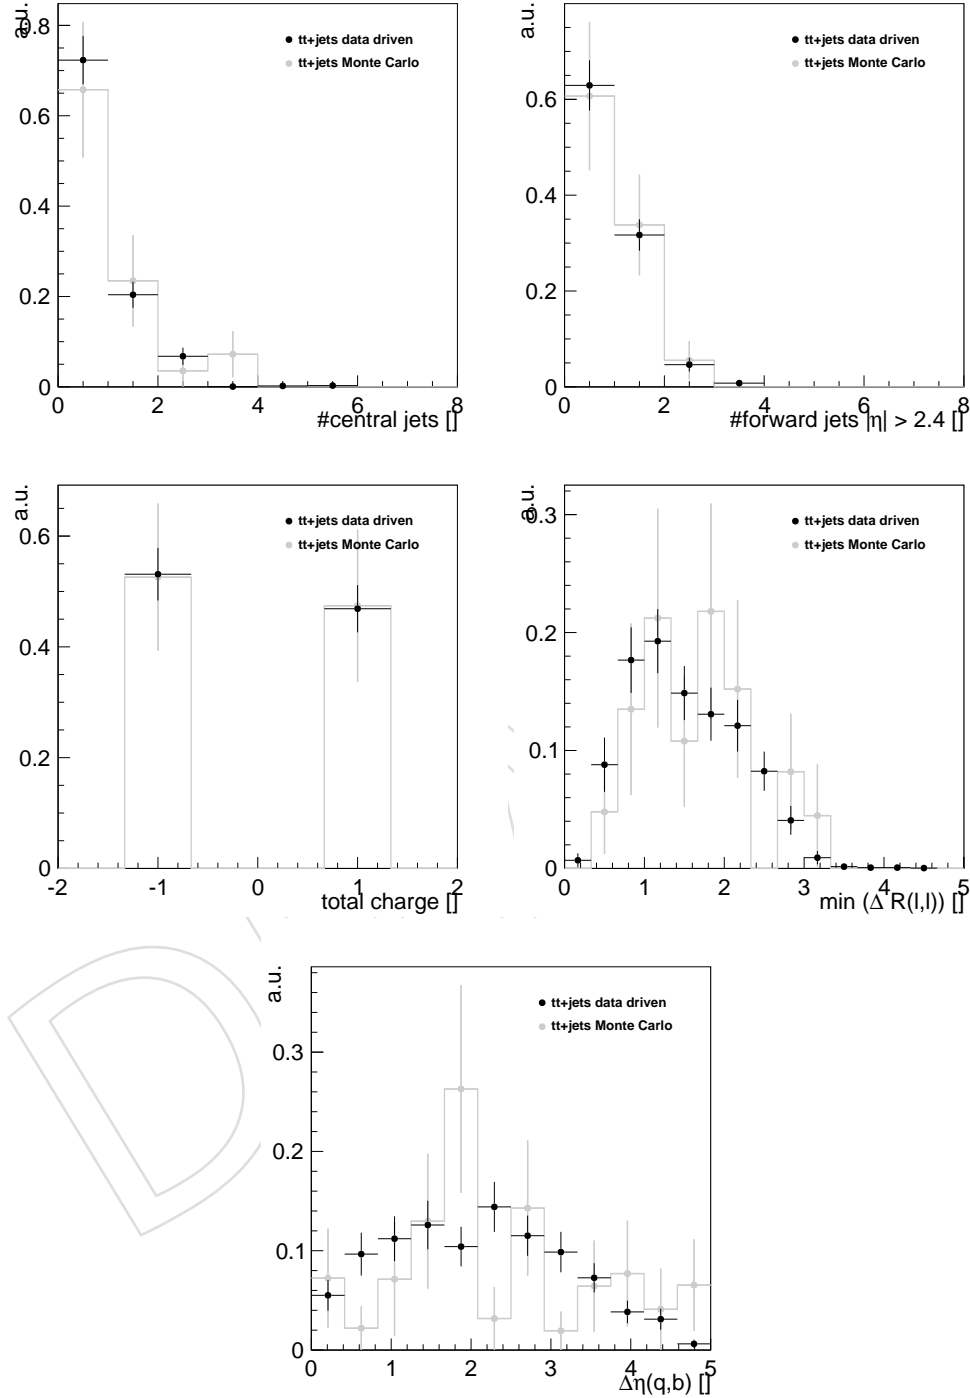 a.u.
0.8
0.6
0.4
0.2
0
tt+jets data driven
tt+jets Monte Carlo
0 2 4 6 8
#central jets []
a.u.
0.6
0.4
0.2
0
tt+jets data driven
tt+jets Monte Carlo
0 2 4 6 8
#forward jets |η| > 2.4 []
a.u.
0.6
0.4
0.2
0
tt+jets data driven
tt+jets Monte Carlo
-2 -1 0 1 2
total charge []
a.u.
0.3
0.2
0.1
0
tt+jets data driven
tt+jets Monte Carlo
0 1 2 3 4 5
min (Δ R(l,l)) []
a.u.
0.3
0.2
0.1
0
tt+jets data driven
tt+jets Monte Carlo
0 1 2 3 4 5
Δη(q,b) []